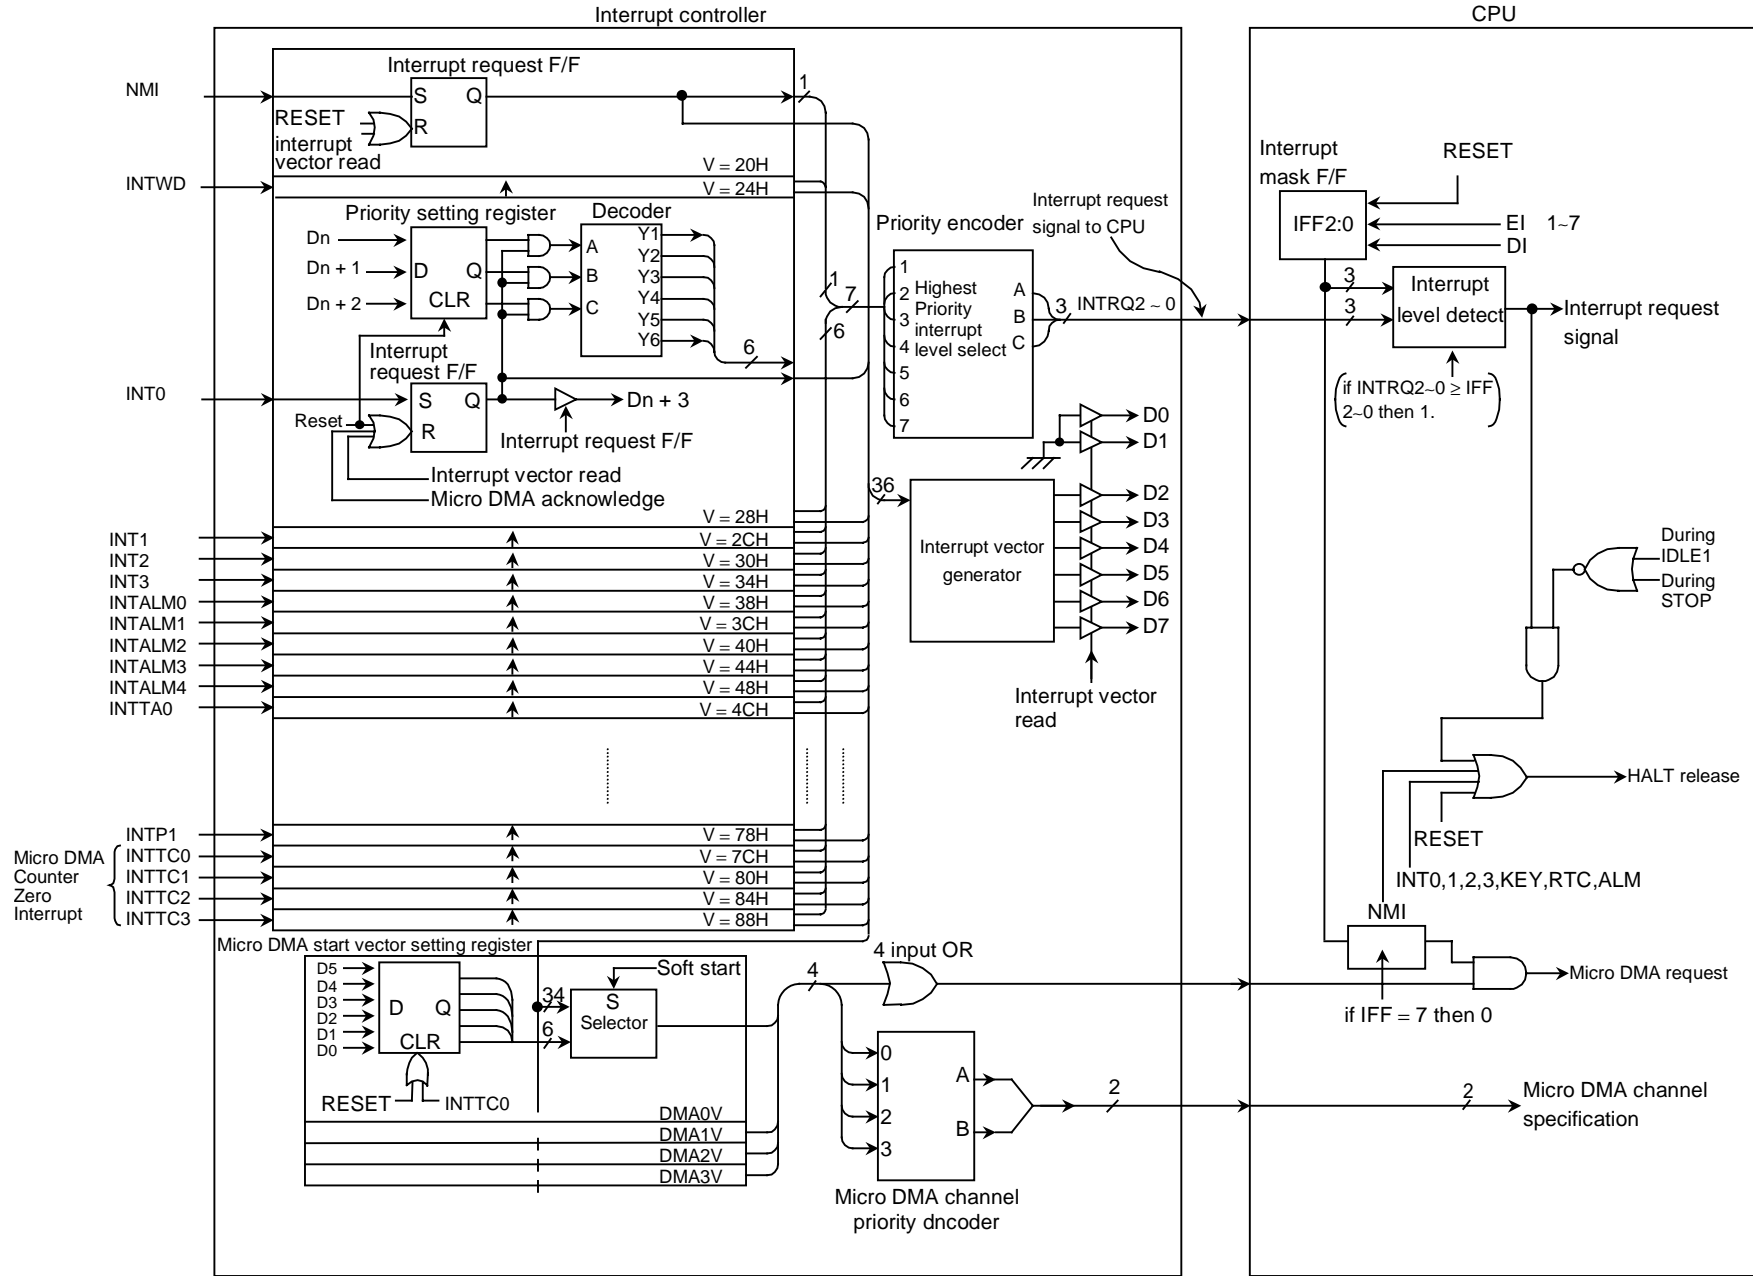 Interrupt controller
CPU
Interrupt request F/F
NMI
S Q
R
RESET
interrupt
vector read
1
V = 20H
INTWD
V = 24H
Priority setting register
Decoder
Dn
Dn + 1
Dn + 2
D Q
CLR
A
B
C
Y1
Y2
Y3
Y4
Y5
Y6
6
Interrupt
request F/F
INT0
S Q
R
Reset
Dn + 3
Interrupt request F/F
Interrupt vector read
Micro DMA acknowledge
V = 28H
INT1
V = 2CH
INT2
V = 30H
INT3
V = 34H
INTALM0
V = 38H
INTALM1
V = 3CH
INTALM2
V = 40H
INTALM3
V = 44H
INTALM4
V = 48H
INTTA0
V = 4CH
INTP1
V = 78H
Micro DMA
Counter
Zero
Interrupt
INTTC0
V = 7CH
INTTC1
V = 80H
INTTC2
V = 84H
INTTC3
V = 88H
1
7
6
Priority encoder
1
2
3
4
5
6
7
Highest
Priority
interrupt
level select
A
B
C
3
INTRQ2 ~ 0
Interrupt request
signal to CPU
D0
D1
36
Interrupt vector
generator
D2
D3
D4
D5
D6
D7
Interrupt vector
read
Interrupt
mask F/F
RESET
IFF2:0
EI 1~7
DI
3
3
Interrupt
level detect
Interrupt request
signal
if INTRQ2~0 ≥ IFF
2~0 then 1.
During
IDLE1
During
STOP
HALT release
RESET
INT0,1,2,3,KEY,RTC,ALM
NMI
Micro DMA request
if IFF = 7 then 0
Micro DMA start vector setting register
D5
D4
D3
D2
D1
D0
D Q
CLR
RESET
INTTC0
34
6
Soft start
S
Selector
DMA0V
DMA1V
DMA2V
DMA3V
4
4 input OR
0
1
2
3
A
B
Micro DMA channel
priority dncoder
2
2
Micro DMA channel
specification